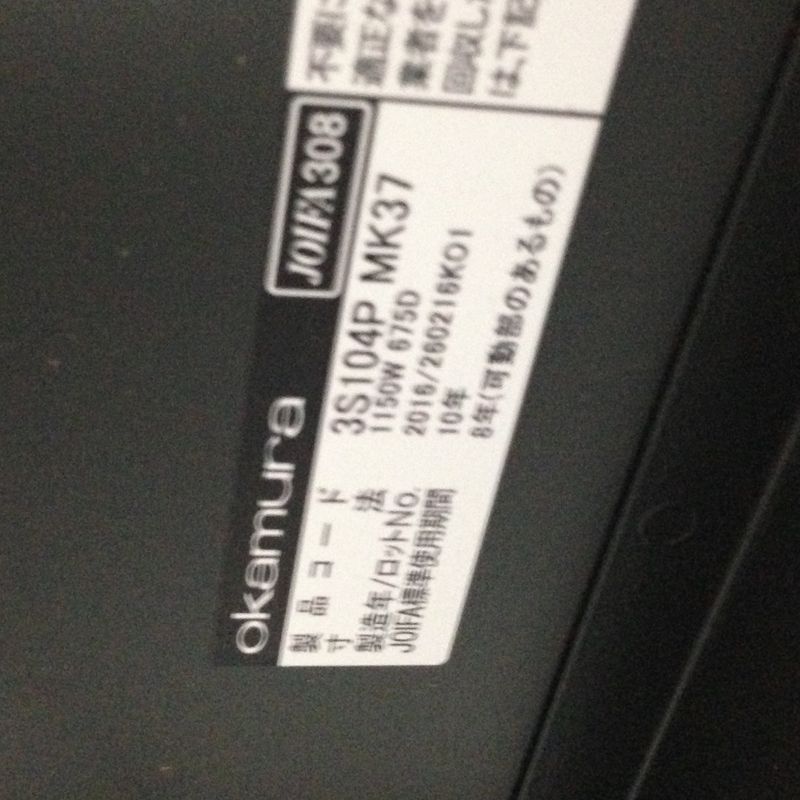 okamura
JOIFA308
製品コード 3S104P MK37
寸法 1150W 675D
製造年/ロットNo. 2016/260216K01
JOIFA標準使用期間 10年
8年(可動部のあるもの)
不要に
適正な
業者を
回収し
は、下記